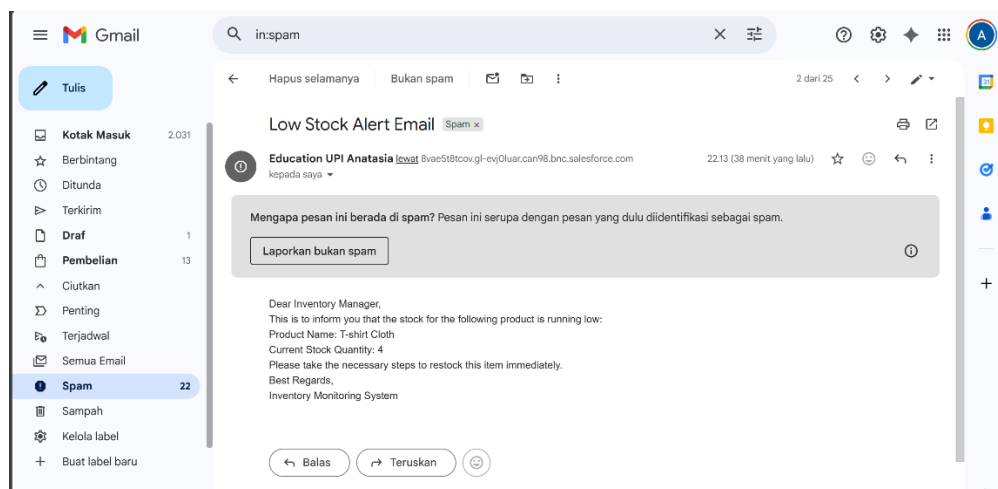 Gmail
in:spam
A
Tulis
Kotak Masuk 2.031
Berbintang
Ditunda
Terkirim
Draf 1
Pembelian 13
Ciutkan
Penting
Terjadwal
Semua Email
Spam 22
Sampah
Kelola label
Buat label baru
Hapus selamanya Bukan spam 2 dari 25
Low Stock Alert Email Spam x
Education UPI Anatasia lewat 8vae5t8tcov.gl-evj0luar.can98.bnc.salesforce.com 22.13 (38 menit yang lalu)
kepada saya
Mengapa pesan ini berada di spam? Pesan ini serupa dengan pesan yang dulu diidentifikasi sebagai spam.
Laporkan bukan spam
Dear Inventory Manager,
This is to inform you that the stock for the following product is running low:
Product Name: T-shirt Cloth
Current Stock Quantity: 4
Please take the necessary steps to restock this item immediately.
Best Regards,
Inventory Monitoring System
Balas Teruskan
31